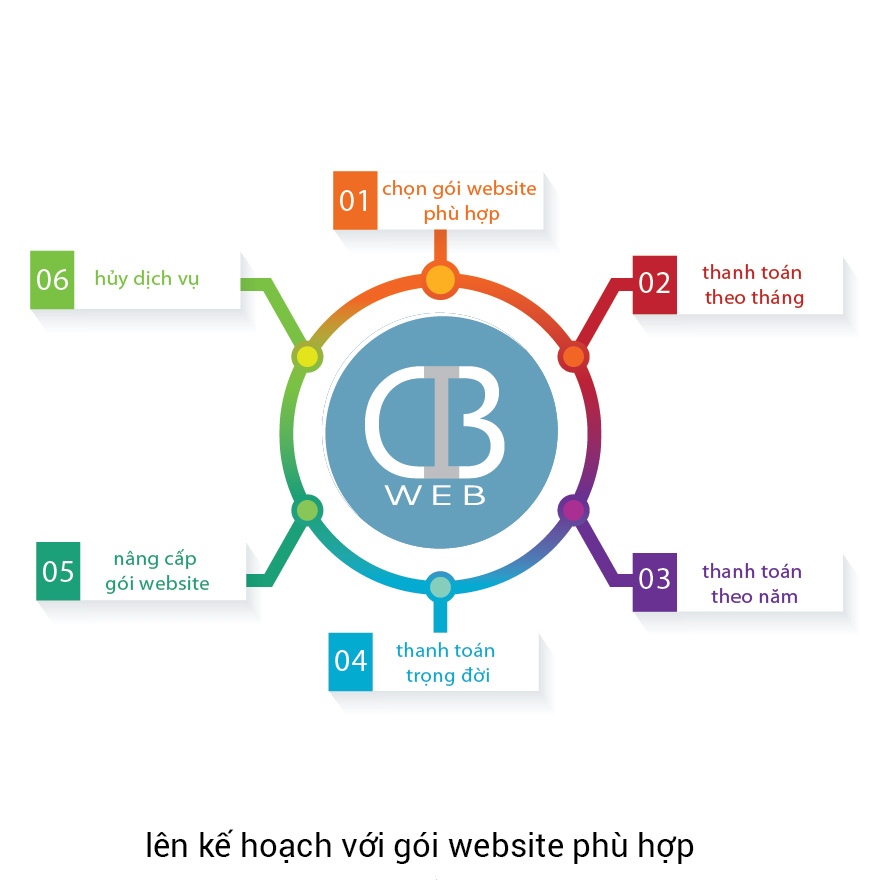 01
chọn gói website
phù hợp
02
thanh toán
theo tháng
03
thanh toán
theo năm
04
thanh toán
trọng đời
05
nâng cấp
gói website
06
hủy dịch vụ
CIB
WEB
lên kế hoạch với gói website phù hợp